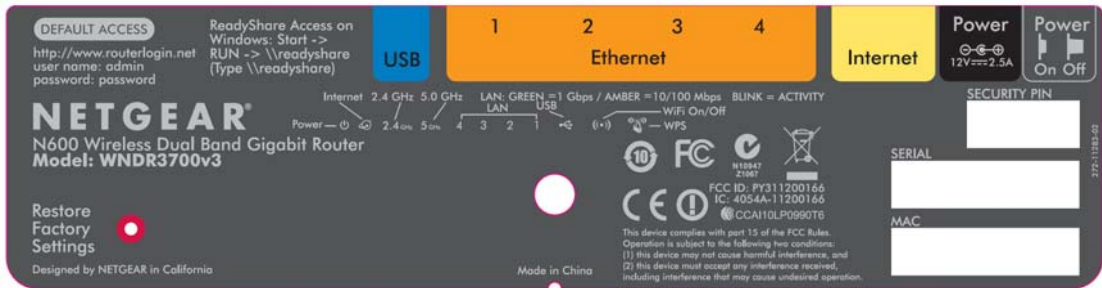 DEFAULT ACCESS
http://www.routerlogin.net
user name: admin
password: password
ReadyShare Access on
Windows: Start ->
RUN -> \\readyshare
(Type \\readyshare)
USB
1 2 3 4
Ethernet
Internet
Power
12V 2.5A
Power
On Off
NETGEAR®
N600 Wireless Dual Band Gigabit Router
Model: WNDR3700v3
Internet 2.4 GHz 5.0 GHz LAN: GREEN =1 Gbps / AMBER =10/100 Mbps BLINK = ACTIVITY
LAN USB WiFi On/Off
Power 2.4 GHz 5 GHz 4 3 2 1 WPS
10 FC
N10947
Z1067
CE
FCC ID: PY311200166
IC: 4054A-11200166
CCAI10LP0990T6
This device complies with part 15 of the FCC Rules.
Operation is subject to the following two conditions:
(1) this device may not cause harmful interference, and
(2) this device must accept any interference received,
including interference that may cause undesired operation.
SECURITY PIN
SERIAL
MAC
272-11283-02
Restore
Factory
Settings
Designed by NETGEAR in California
Made in China